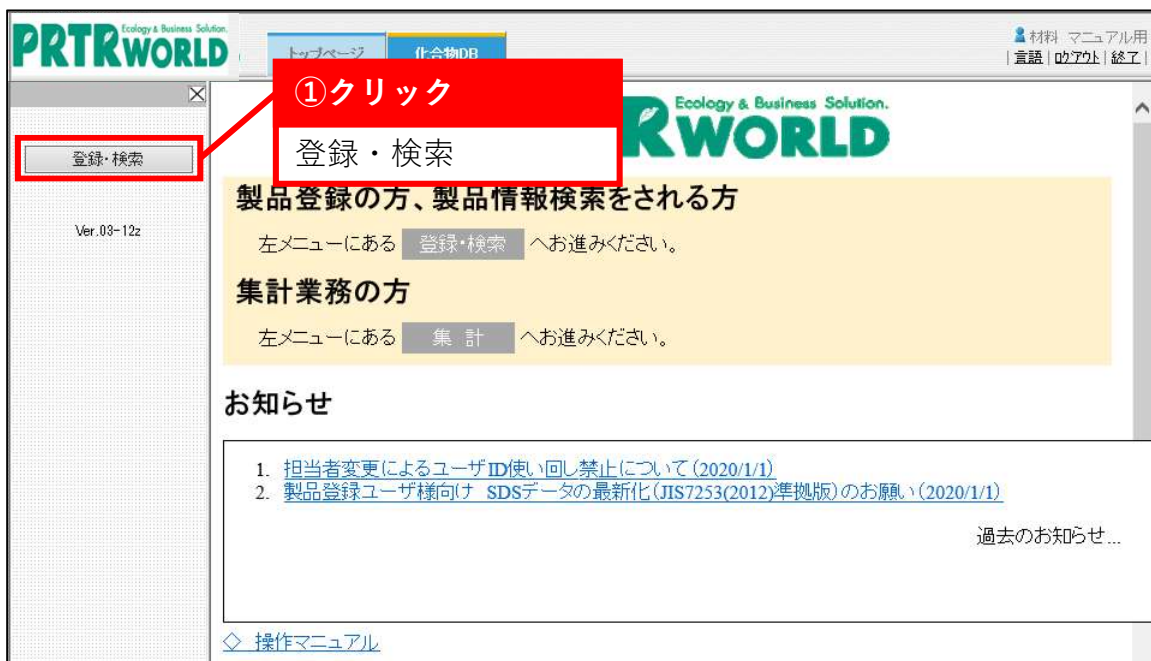 PRTRWORLD
Ecology & Business Solution.
トップページ
化合物DB
材料 マニュアル用
| 言語 | ログアウト | 終了 |
①クリック
登録・検索
登録・検索
Ver.03-12z
Ecology & Business Solution.
RWORLD
製品登録の方、製品情報検索をされる方
左メニューにある 登録・検索 へお進みください。
集計業務の方
左メニューにある 集 計 へお進みください。
お知らせ
1. 担当者変更によるユーザID使い回し禁止について(2020/1/1)
2. 製品登録ユーザ様向け SDSデータの最新化(JIS7253(2012)準拠版)のお願い(2020/1/1)
過去のお知らせ...
◇ 操作マニュアル